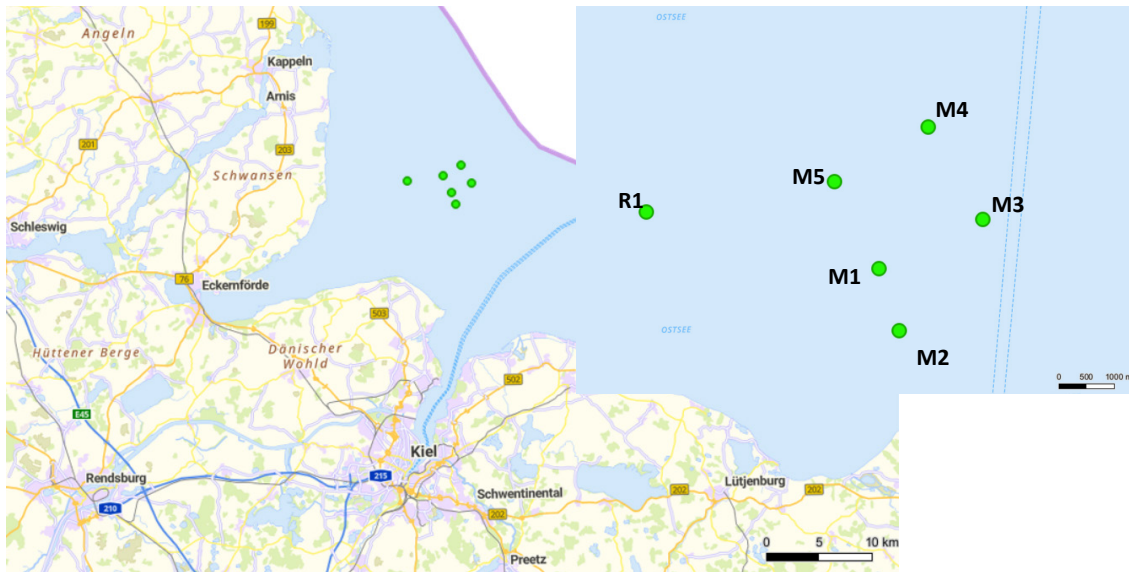 Angeln
199
Kappeln
Arnis
201
203
Schwansen
Schleswig
76
Eckernförde
503
Hüttener Berge
Dänischer
Wohld
502
E45
Kiel
Rendsburg
215
210
Schwentinental
202
Lütjenburg
202
202
Preetz
0 5 10 km
OSTSEE
M4
M5
R1
M3
M1
OSTSEE
M2
0 500 1000 m